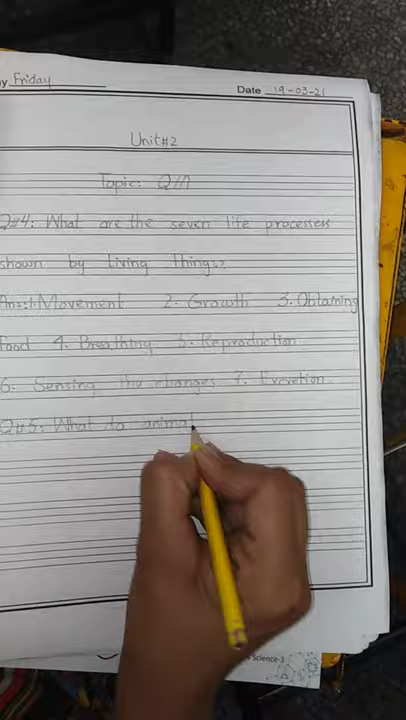 y Friday Date 19-03-21
Unit#2
Topic: Q/A
Q#4: What are the seven life processes
shown by Living things?
Ans:1.Movement 2. Growth 3. Obtaining
Food 4. Breathing 5. Reproduction
6. Sensing the changes 7. Excretion
Q#5: What do animal
Science-3